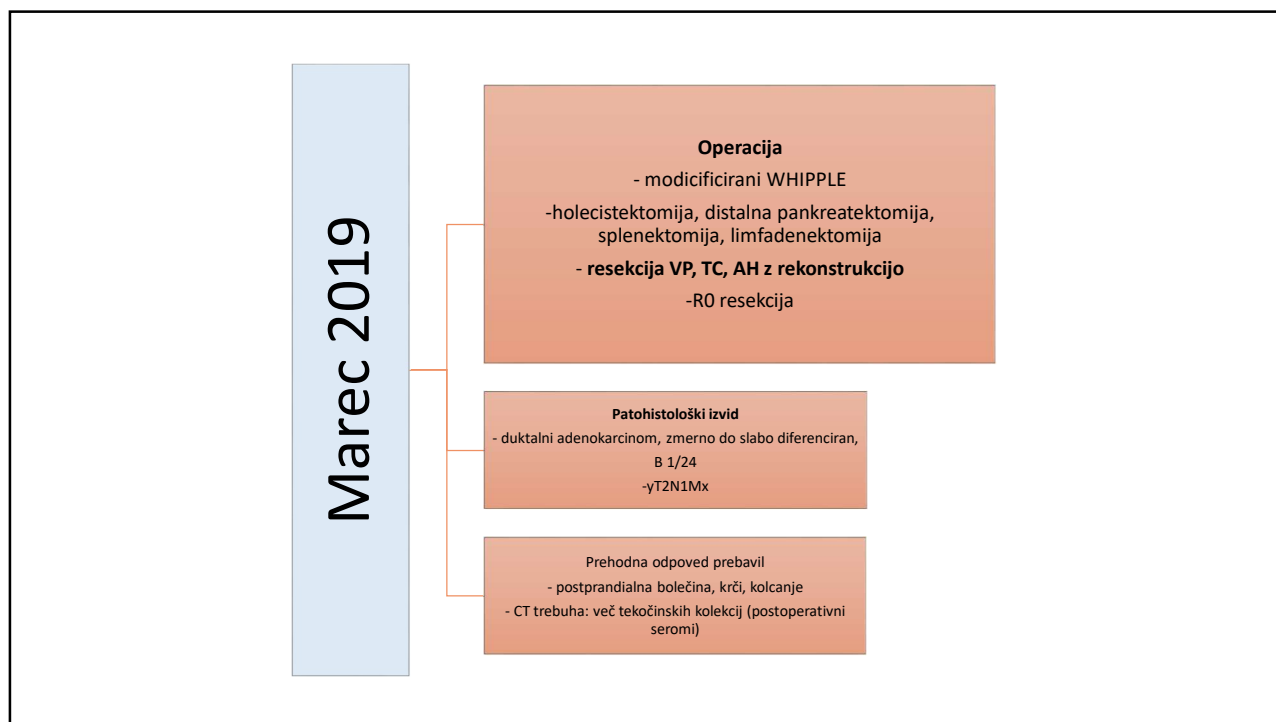 Marec 2019
Operacija
- modicificirani WHIPPLE
-holecistektomija, distalna pankreatektomija,
splenektomija, limfadenektomija
- resekcija VP, TC, AH z rekonstrukcijo
-R0 resekcija
Patohistološki izvid
- duktalni adenokarcinom, zmerno do slabo diferenciran,
B 1/24
-yT2N1Mx
Prehodna odpoved prebavil
- postprandialna bolečina, krči, kolcanje
- CT trebuha: več tekočinskih kolekcij (postoperativni
seromi)